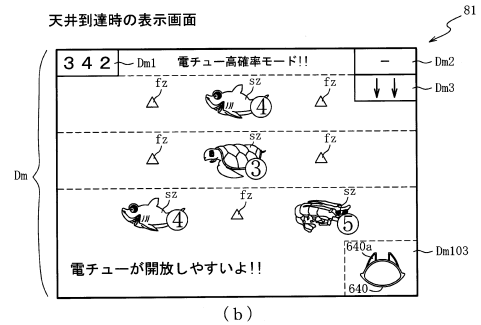 天井到達時の表示画面
81
342
Dm1
電チュー高確率モード!!
−
Dm2
↓↓
Dm3
fz
sz
fz
④
Dm
fz
sz
fz
③
sz
fz
sz
④
⑤
電チューが開放しやすいよ!!
640a
640
Dm103
(b)